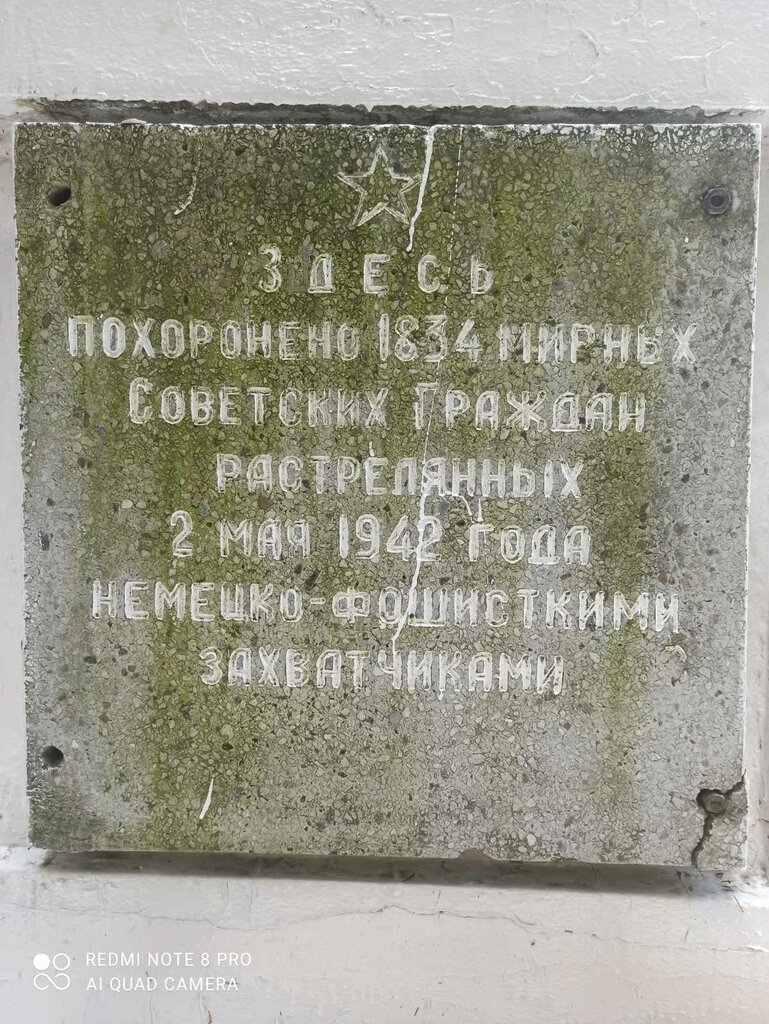 Здесь
похоронено 1834 мирных
Советских Граждан
растрелянных
2 мая 1942 года
немецко-фошисткими
захватчиками
REDMI NOTE 8 PRO
AI QUAD CAMERA